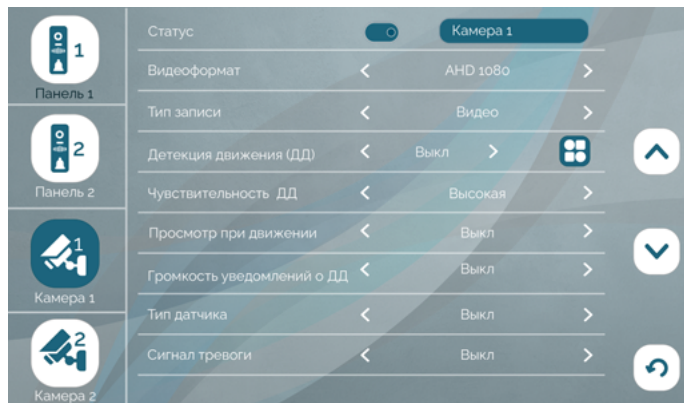 1
Панель 1
2
Панель 2
1
Камера 1
2
Камера 2
Статус Камера 1
Видеоформат AHD 1080
Тип записи Видео
Детекция движения (ДД) Выкл
Чувствительность ДД Высокая
Просмотр при движении Выкл
Громкость уведомлений о ДД Выкл
Тип датчика Выкл
Сигнал тревоги Выкл